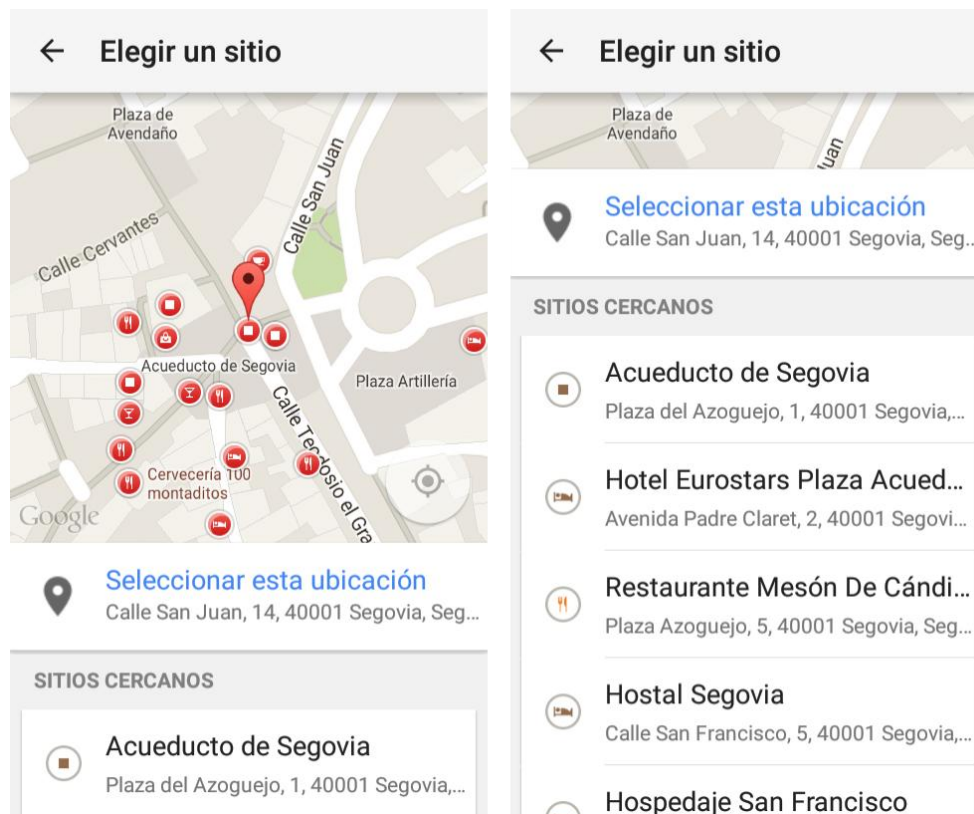 Elegir un sitio
Plaza de
Avendaño
Calle San Juan
Calle Cervantes
Acueducto de Segovia
Plaza Artillería
Calle Teodosio el Gra
Cervecería 100
montaditos
Google
Seleccionar esta ubicación
Calle San Juan, 14, 40001 Segovia, Seg...
SITIOS CERCANOS
Acueducto de Segovia
Plaza del Azoguejo, 1, 40001 Segovia,...
Elegir un sitio
Plaza de
Avendaño
Juan
Seleccionar esta ubicación
Calle San Juan, 14, 40001 Segovia, Seg...
SITIOS CERCANOS
Acueducto de Segovia
Plaza del Azoguejo, 1, 40001 Segovia,...
Hotel Eurostars Plaza Acued...
Avenida Padre Claret, 2, 40001 Segovi...
Restaurante Mesón De Cándi...
Plaza Azoguejo, 5, 40001 Segovia, Seg...
Hostal Segovia
Calle San Francisco, 5, 40001 Segovia,...
Hospedaje San Francisco